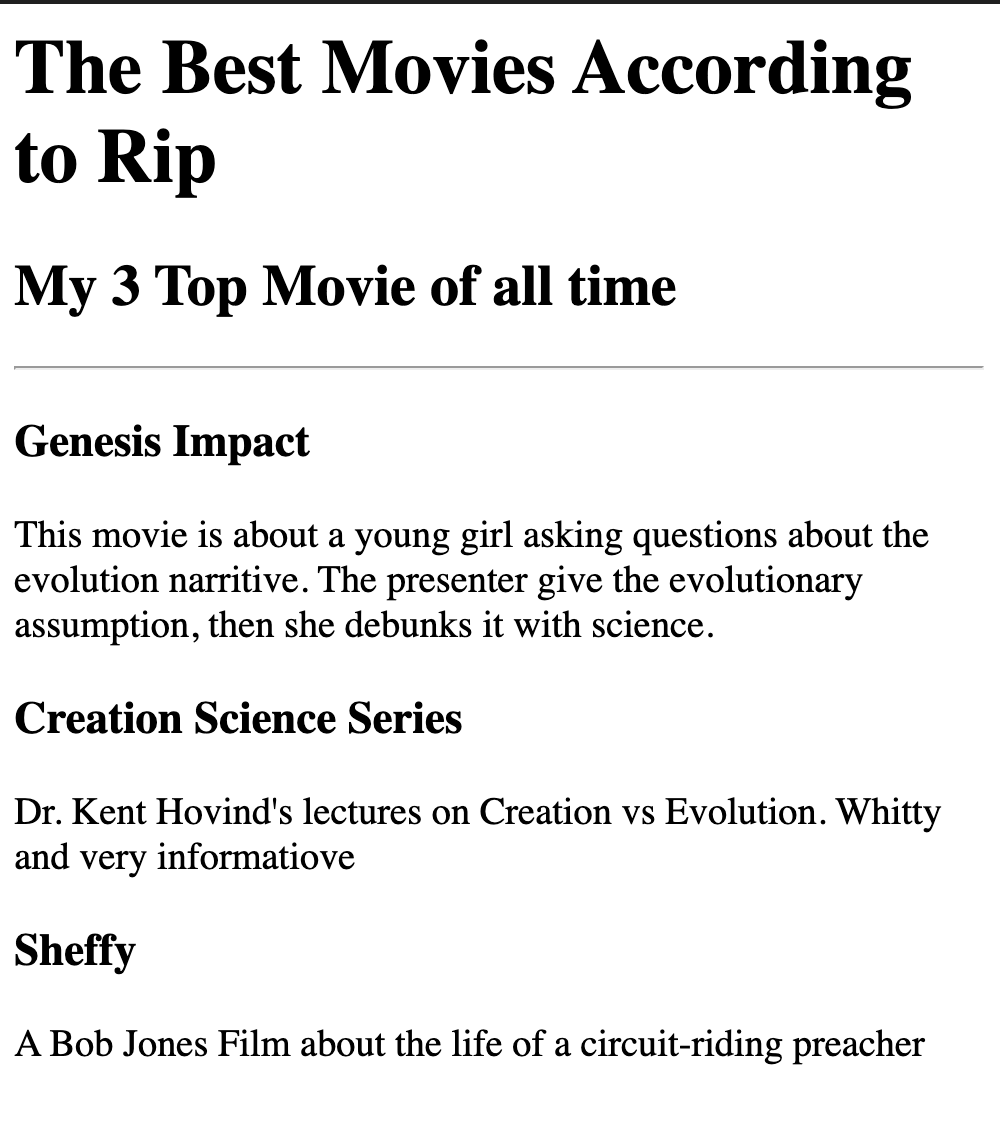 The Best Movies According
to Rip
My 3 Top Movie of all time
Genesis Impact
This movie is about a young girl asking questions about the
evolution narritive. The presenter give the evolutionary
assumption, then she debunks it with science.
Creation Science Series
Dr. Kent Hovind's lectures on Creation vs Evolution. Whitty
and very informatiove
Sheffy
A Bob Jones Film about the life of a circuit-riding preacher